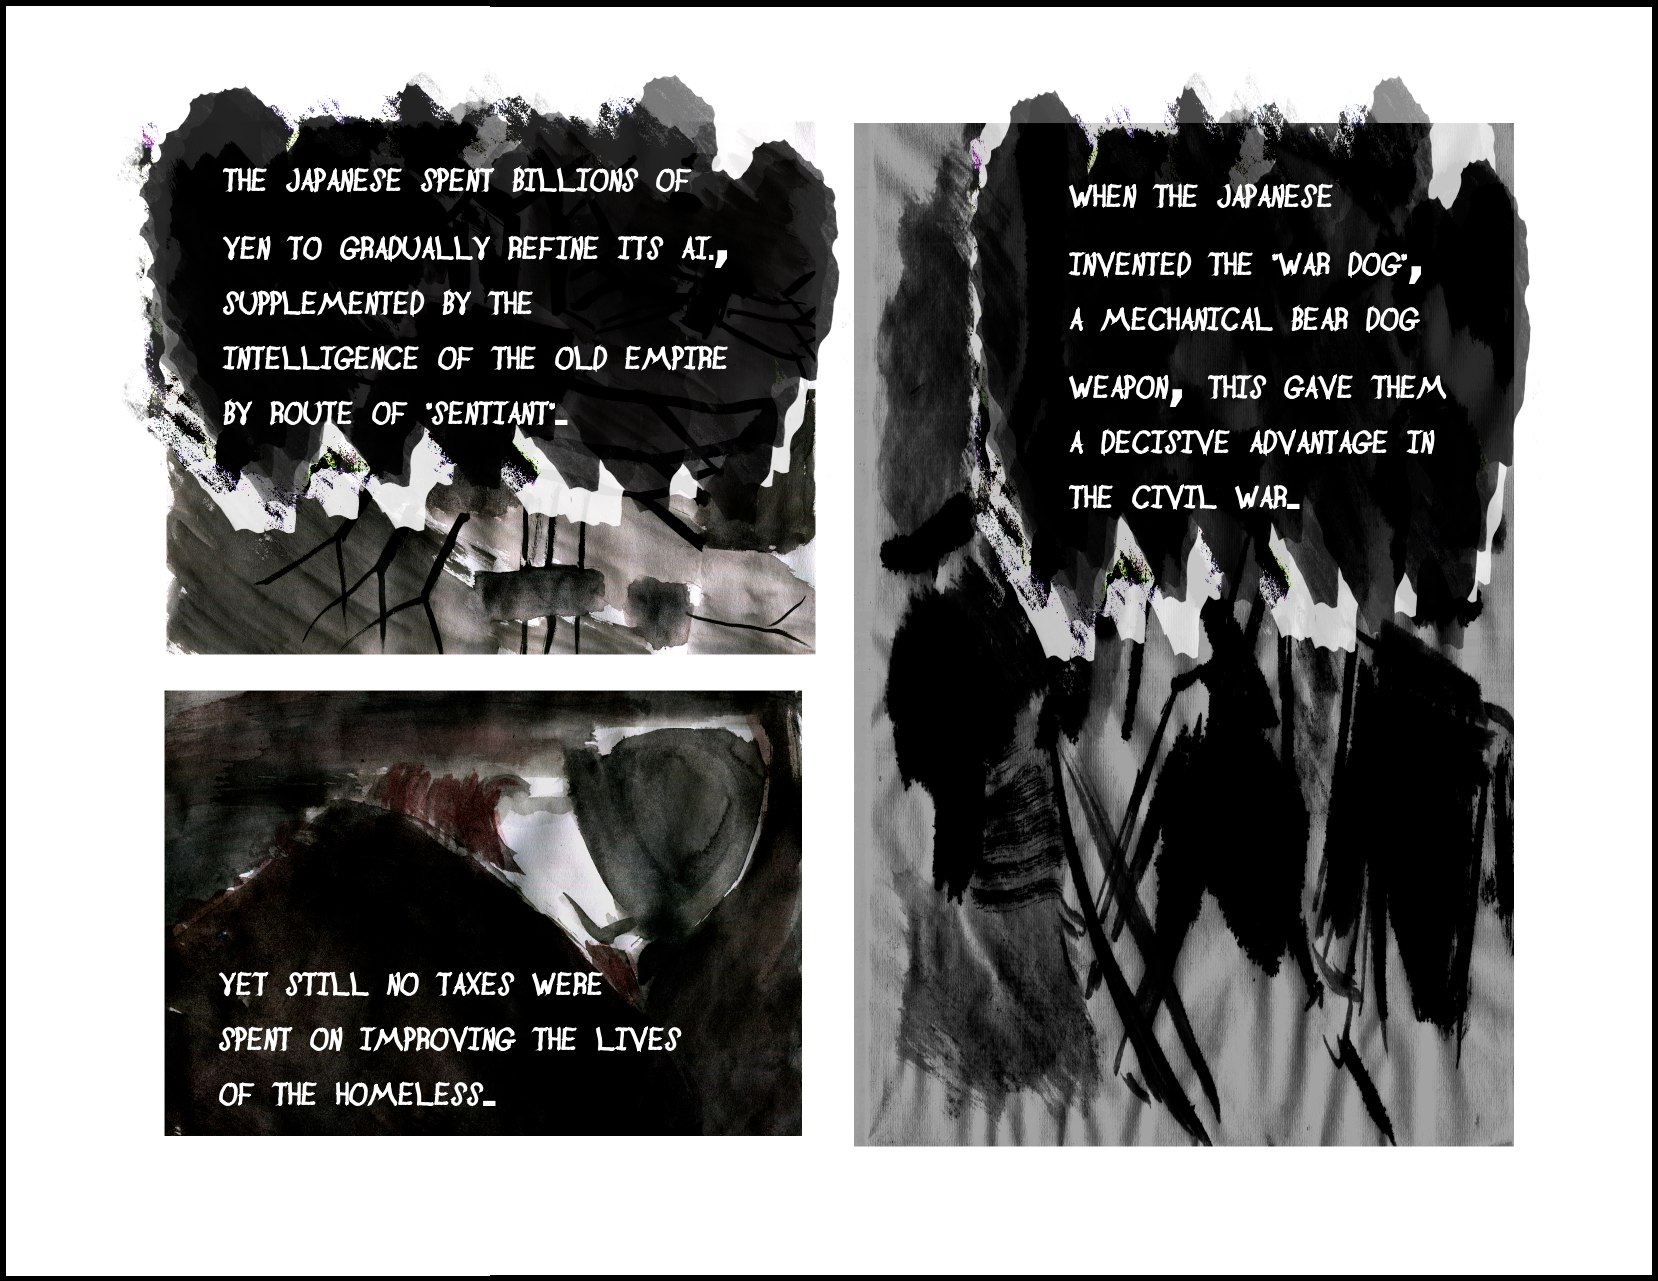 THE JAPANESE SPENT BILLIONS OF
YEN TO GRADUALLY REFINE ITS AI.,
SUPPLEMENTED BY THE
INTELLIGENCE OF THE OLD EMPIRE
BY ROUTE OF "SENTIANT"_
YET STILL NO TAXES WERE
SPENT ON IMPROVING THE LIVES
OF THE HOMELESS_
WHEN THE JAPANESE
INVENTED THE "WAR DOG",
A MECHANICAL BEAR DOG
WEAPON, THIS GAVE THEM
A DECISIVE ADVANTAGE IN
THE CIVIL WAR_